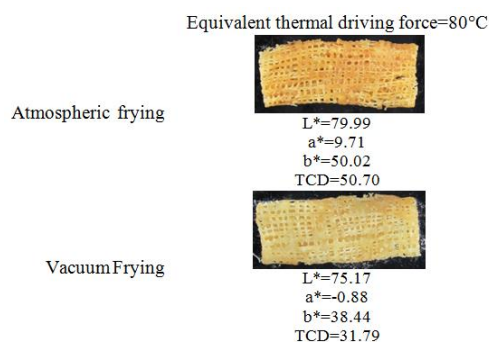 Equivalent thermal driving force=80°C
Atmospheric frying
L*=79.99
a*=9.71
b*=50.02
TCD=50.70
Vacuum Frying
L*=75.17
a*=-0.88
b*=38.44
TCD=31.79